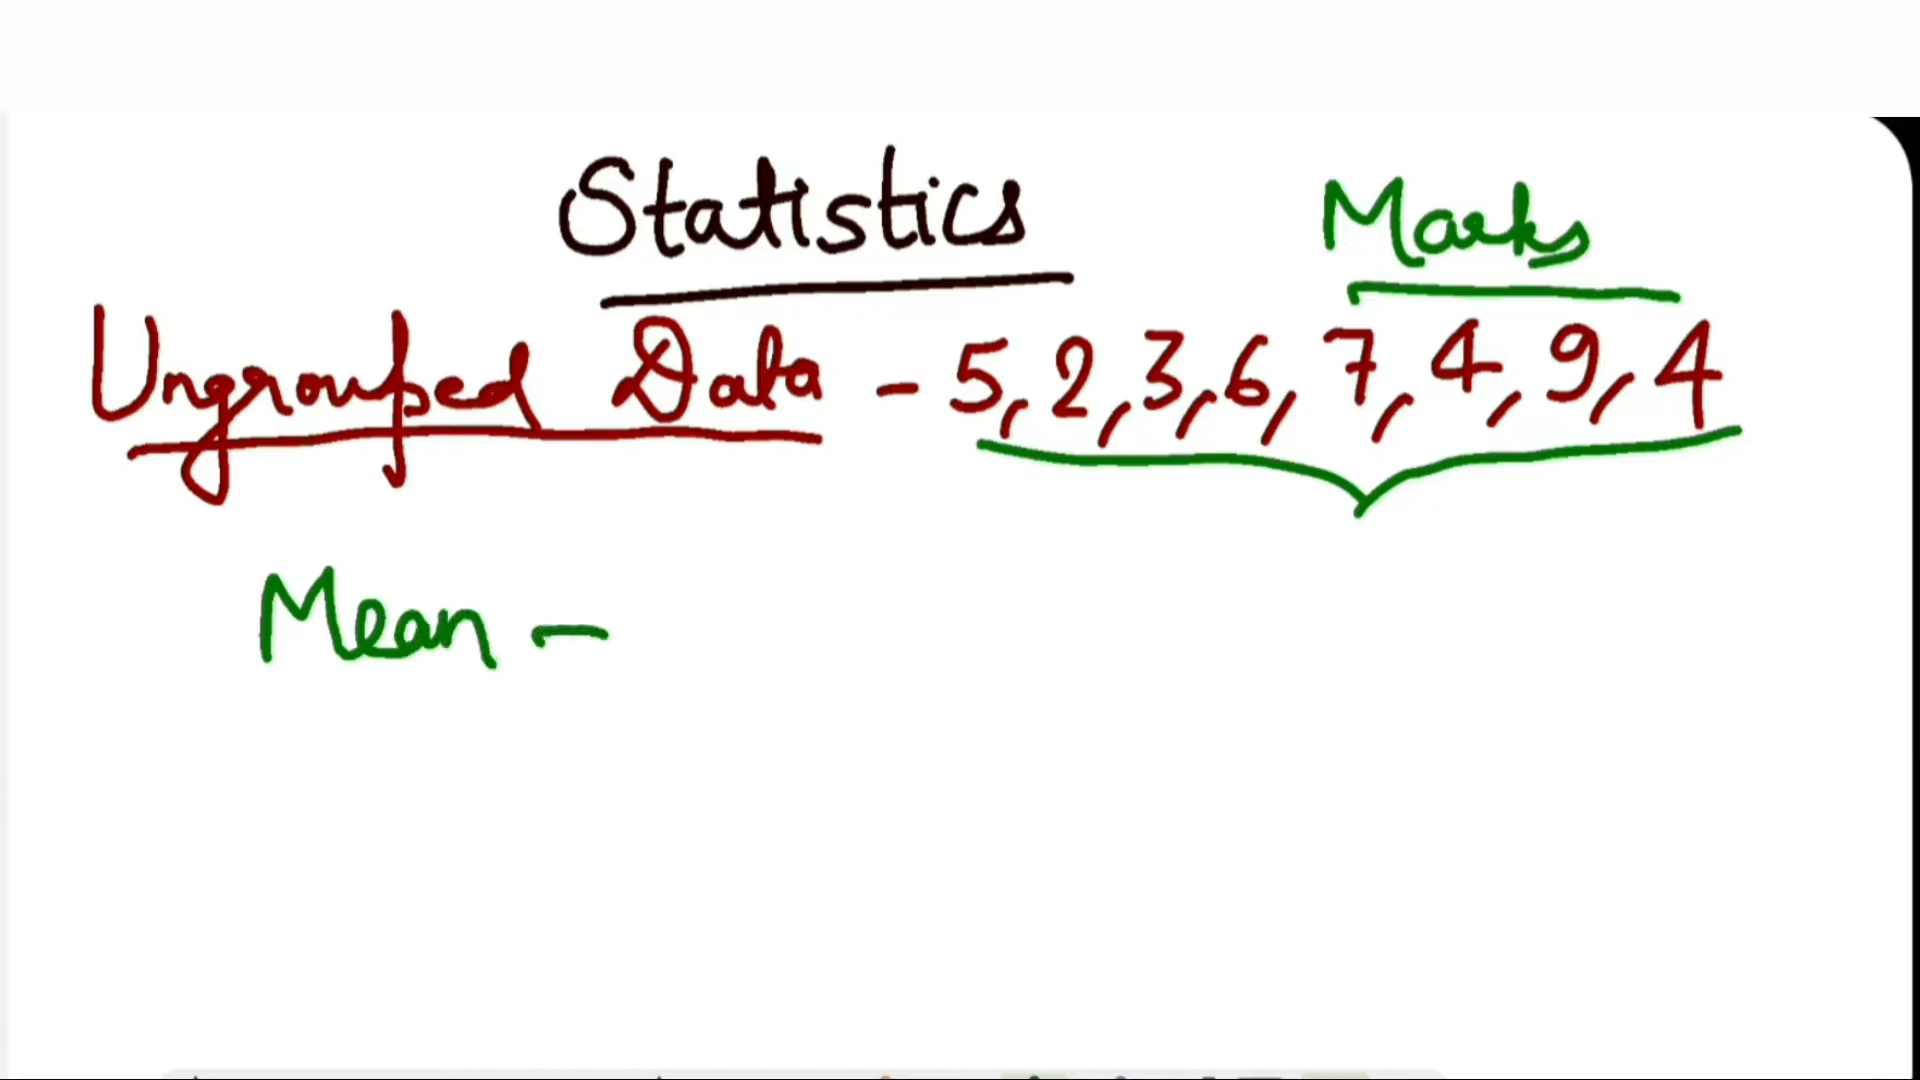 Statistics Marks
Ungrouped Data - 5, 2, 3, 6, 7, 4, 9, 4
Mean -